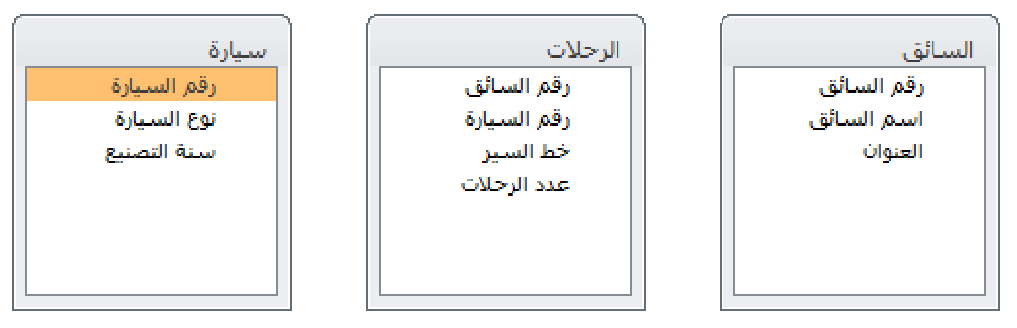 السائق
رقم السائق
اسم السائق
العنوان
الرحلات
رقم السائق
رقم السيارة
خط السير
عدد الرحلات
سيارة
رقم السيارة
نوع السيارة
سنة التصنيع